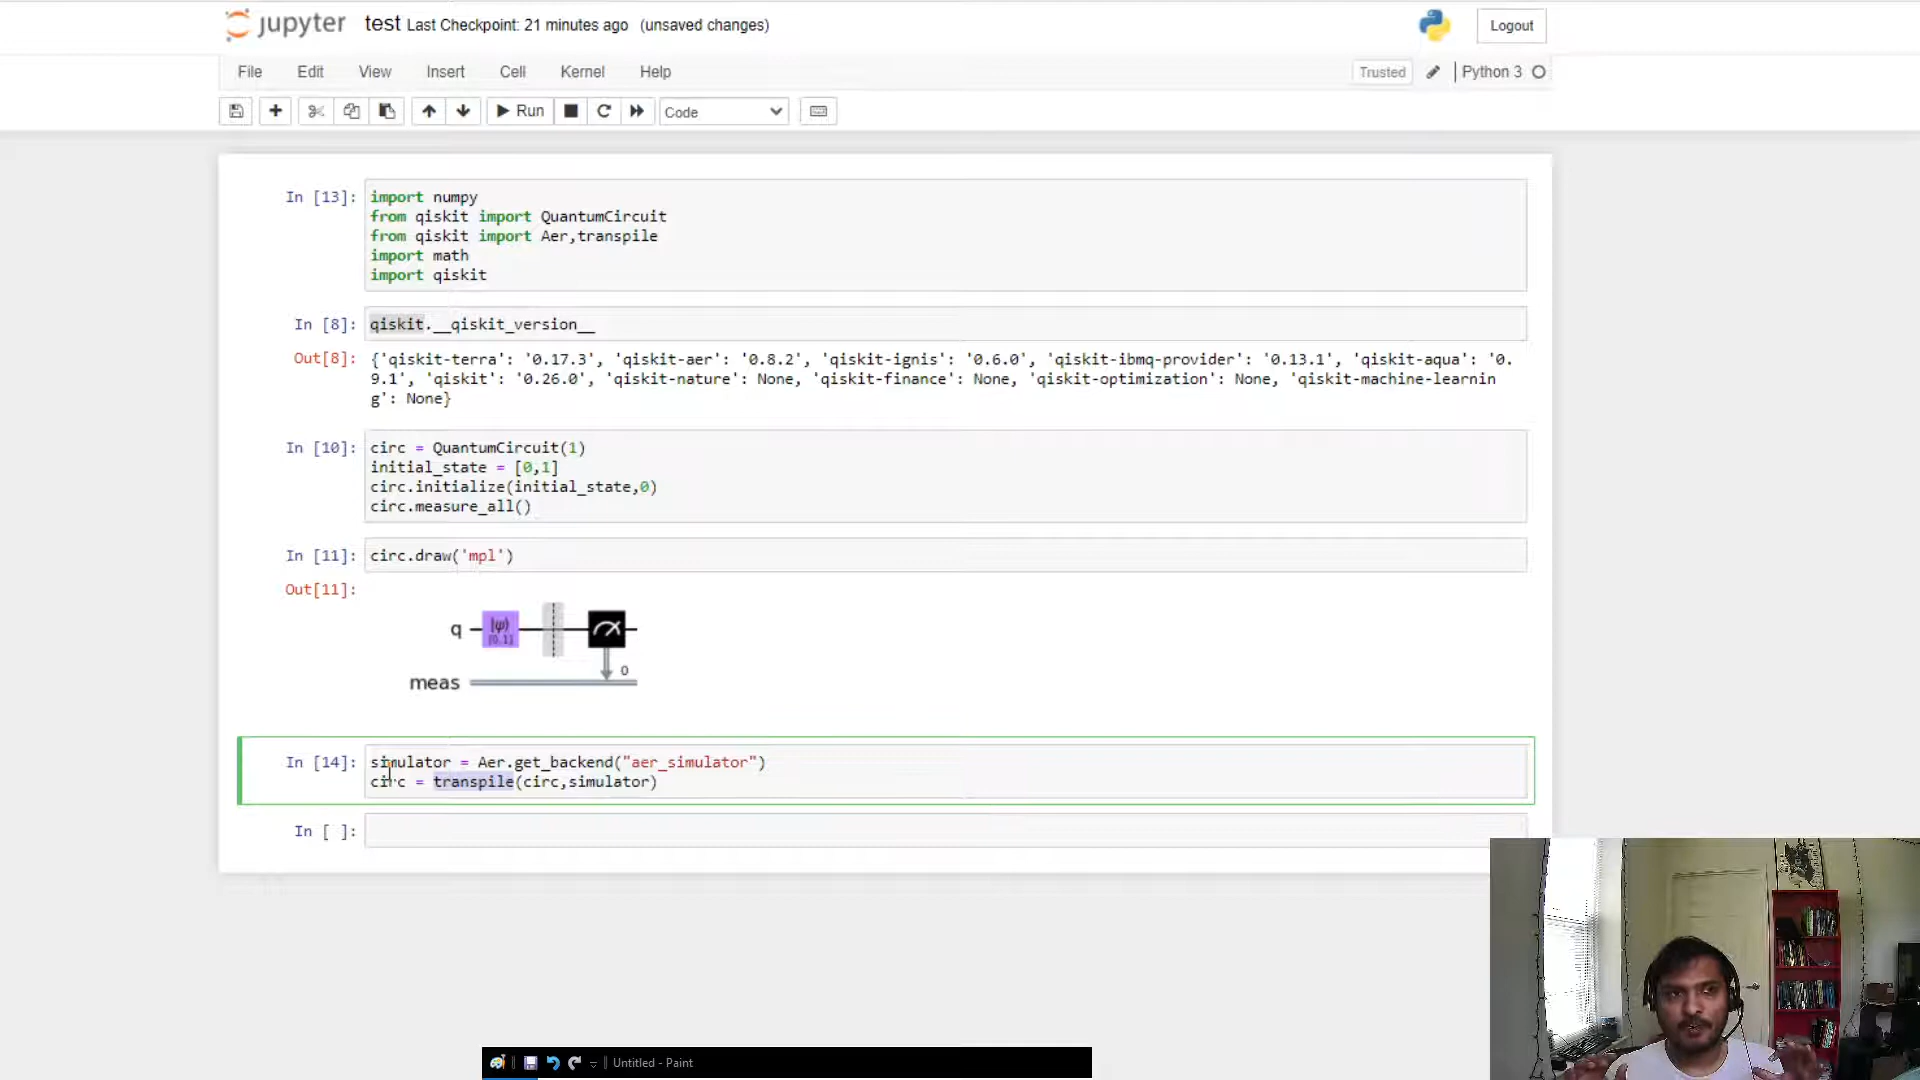 jupyter test Last Checkpoint: 21 minutes ago (unsaved changes) Logout
File Edit View Insert Cell Kernel Help Trusted Python 3
Run Code
In [13]: import numpy
from qiskit import QuantumCircuit
from qiskit import Aer,transpile
import math
import qiskit
In [8]: qiskit.__qiskit_version__
Out[8]: {'qiskit-terra': '0.17.3', 'qiskit-aer': '0.8.2', 'qiskit-ignis': '0.6.0', 'qiskit-ibmq-provider': '0.13.1', 'qiskit-aqua': '0.
9.1', 'qiskit': '0.26.0', 'qiskit-nature': None, 'qiskit-finance': None, 'qiskit-optimization': None, 'qiskit-machine-learnin
g': None}
In [10]: circ = QuantumCircuit(1)
initial_state = [0,1]
circ.initialize(initial_state,0)
circ.measure_all()
In [11]: circ.draw('mpl')
Out[11]:
q |ψ⟩
[0,1]
0
meas
In [14]: simulator = Aer.get_backend("aer_simulator")
circ = transpile(circ,simulator)
In [ ]:
Untitled - Paint